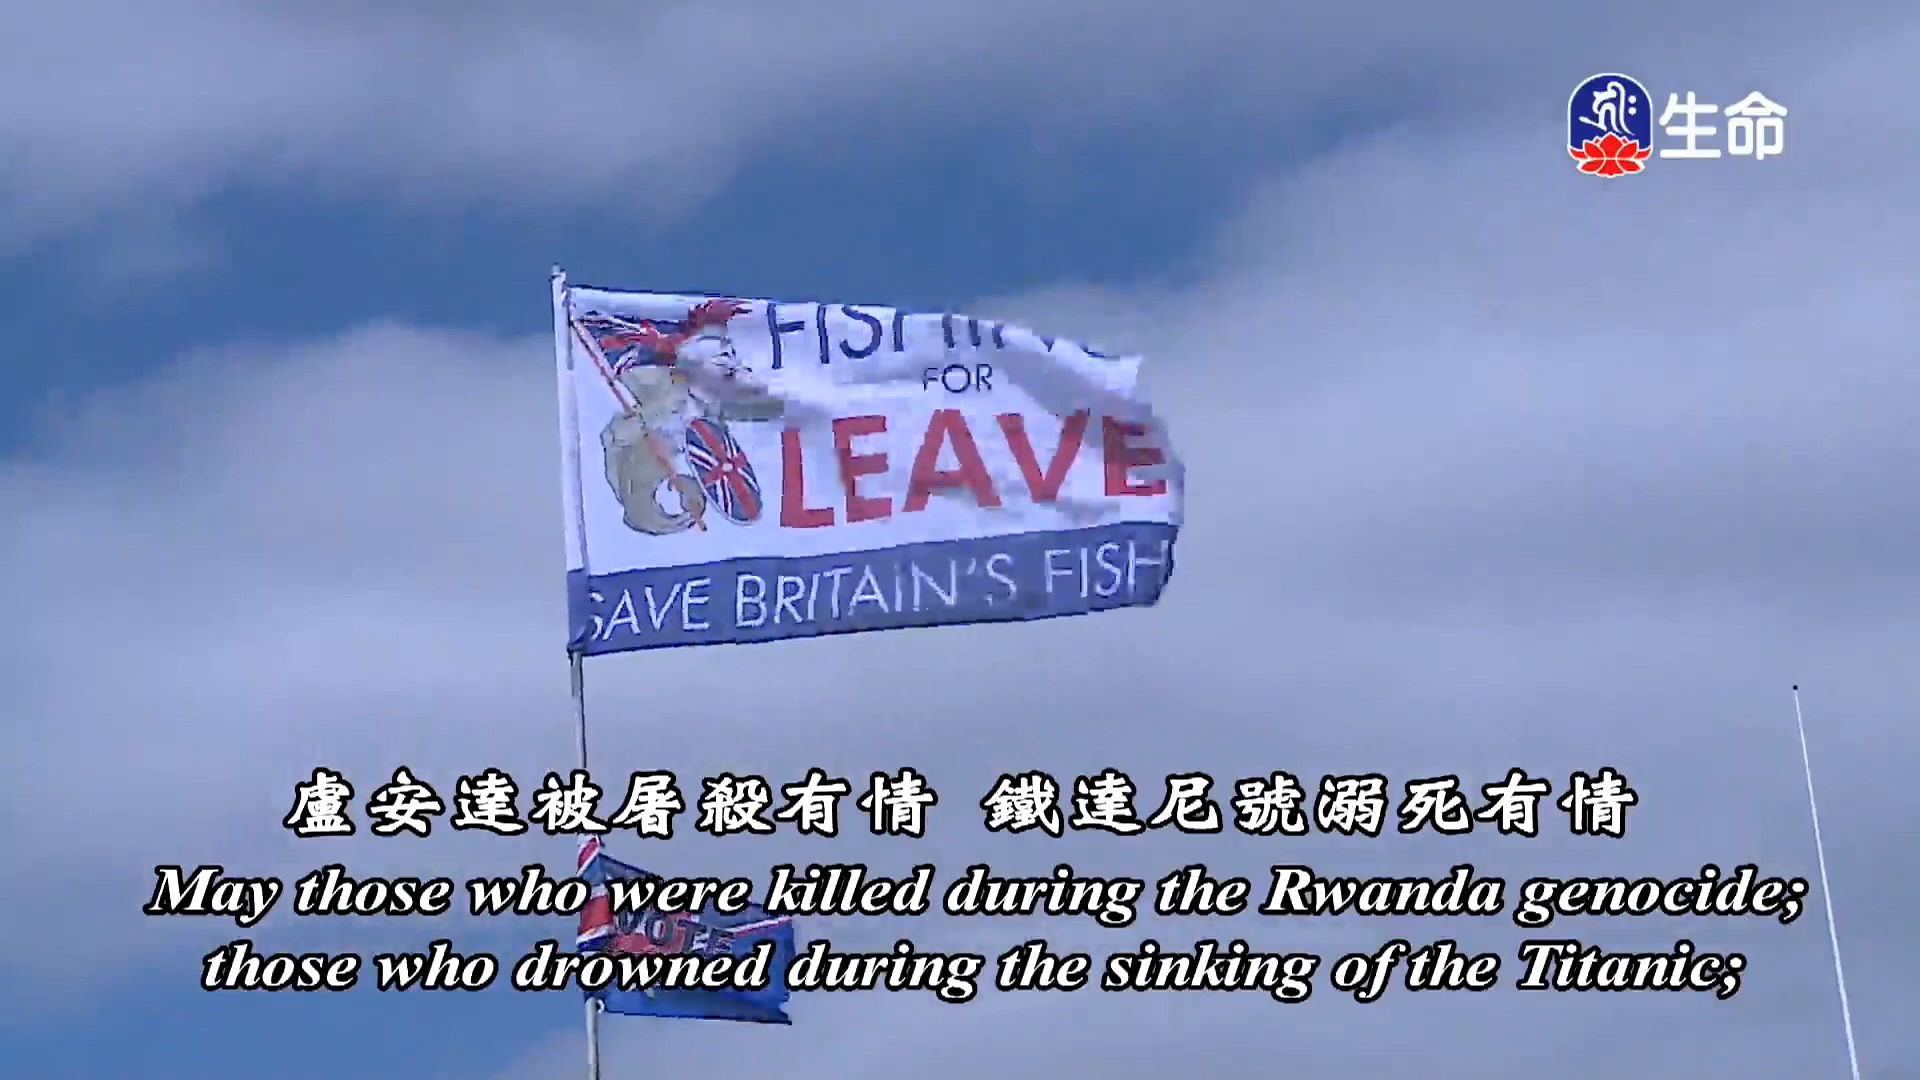 生命
FISHING
FOR
LEAVE
SAVE BRITAIN'S FISH
盧安達被屠殺有情 鐵達尼號溺死有情
May those who were killed during the Rwanda genocide;
VOTE
those who drowned during the sinking of the Titanic;